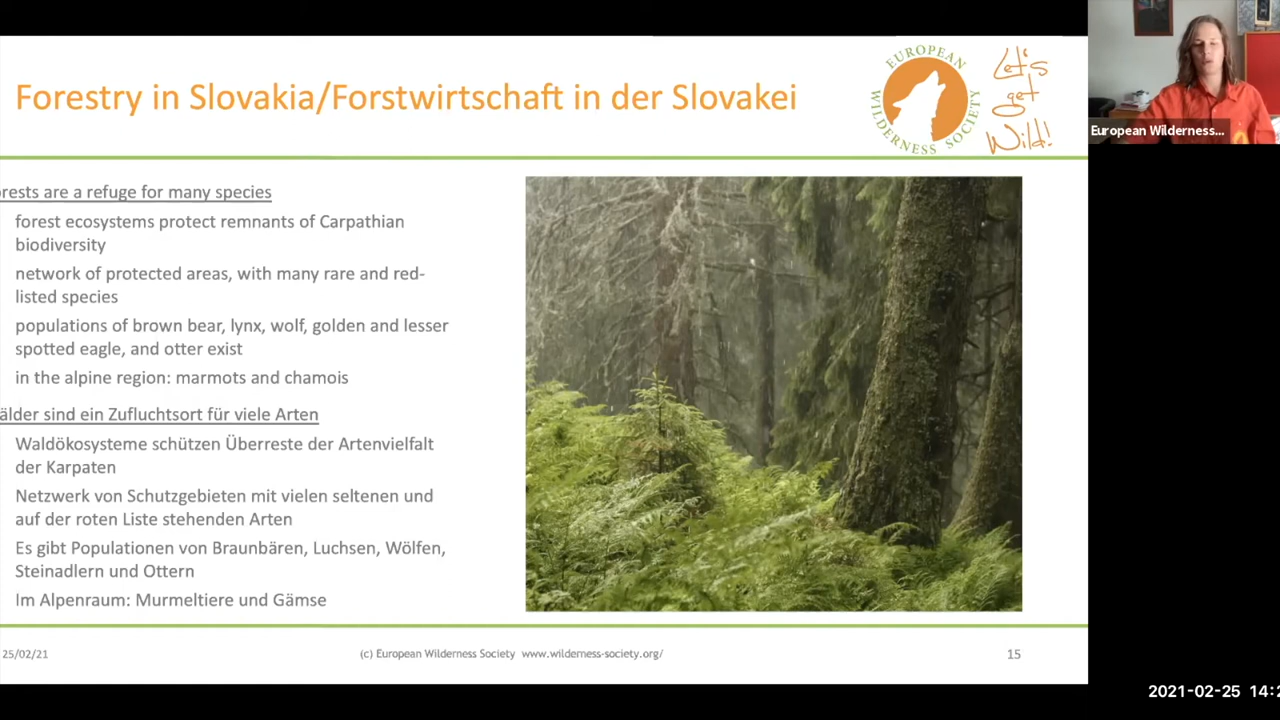 Forestry in Slovakia/Forstwirtschaft in der Slovakei
EUROPEAN
WILDERNESS SOCIETY
Let's
get
Wild!
European Wilderness...
rests are a refuge for many species
forest ecosystems protect remnants of Carpathian
biodiversity
network of protected areas, with many rare and red-
listed species
populations of brown bear, lynx, wolf, golden and lesser
spotted eagle, and otter exist
in the alpine region: marmots and chamois
älder sind ein Zufluchtsort für viele Arten
Waldökosysteme schützen Überreste der Artenvielfalt
der Karpaten
Netzwerk von Schutzgebieten mit vielen seltenen und
auf der roten Liste stehenden Arten
Es gibt Populationen von Braunbären, Luchsen, Wölfen,
Steinadlern und Ottern
Im Alpenraum: Murmeltiere und Gämse
25/02/21
(c) European Wilderness Society www.wilderness-society.org/
15
2021-02-25 14:2